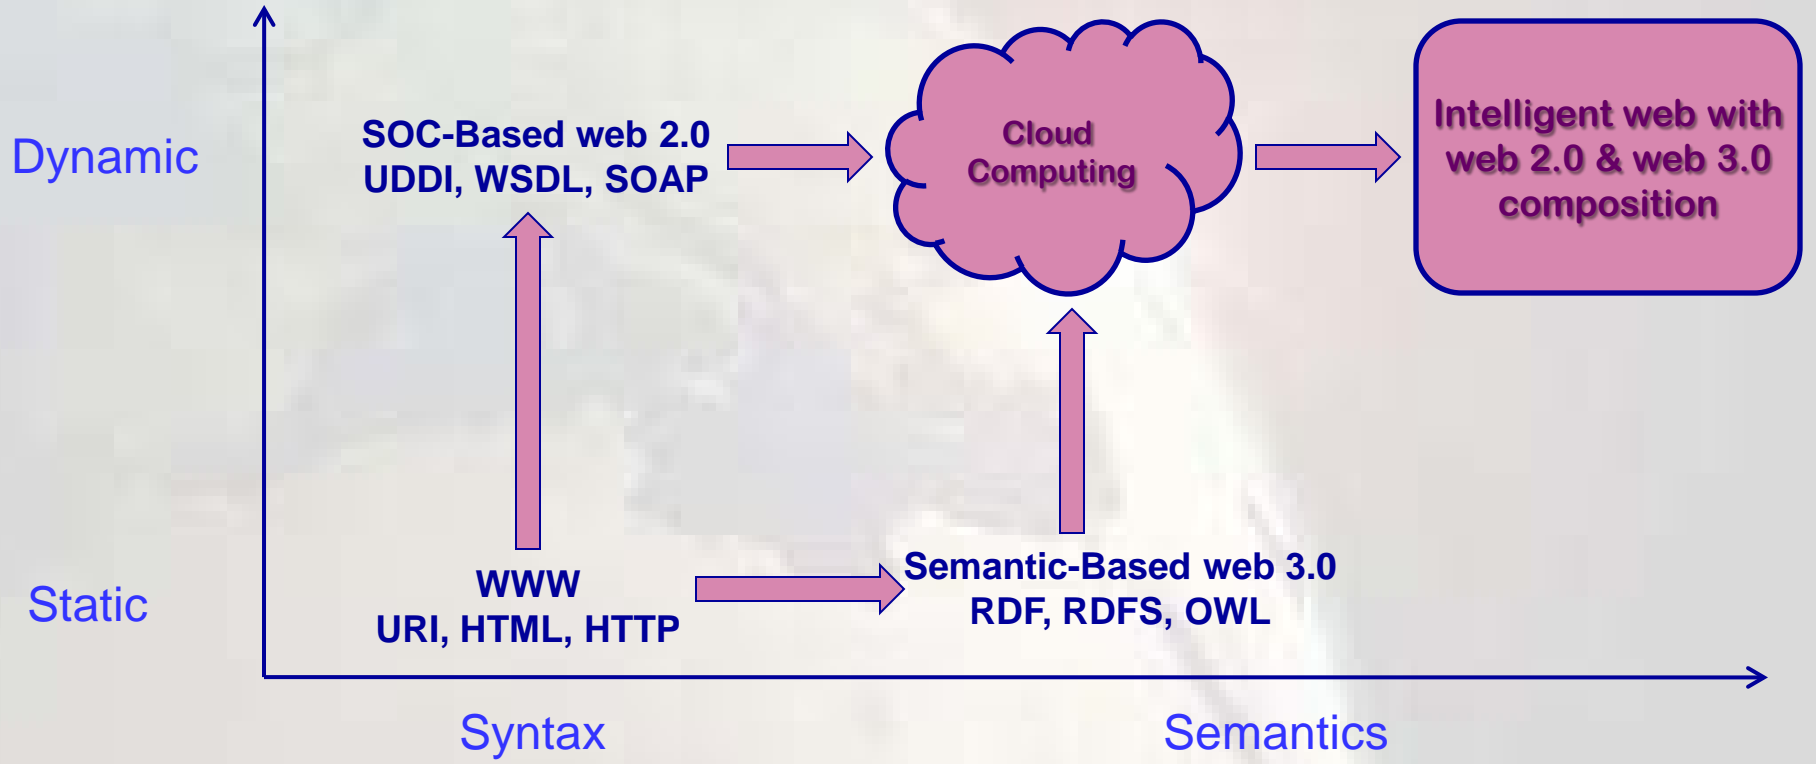 Dynamic
SOC-Based web 2.0
UDDI, WSDL, SOAP
Cloud
Computing
Intelligent web with
web 2.0 & web 3.0
composition
Static
WWW
URI, HTML, HTTP
Semantic-Based web 3.0
RDF, RDFS, OWL
Syntax
Semantics